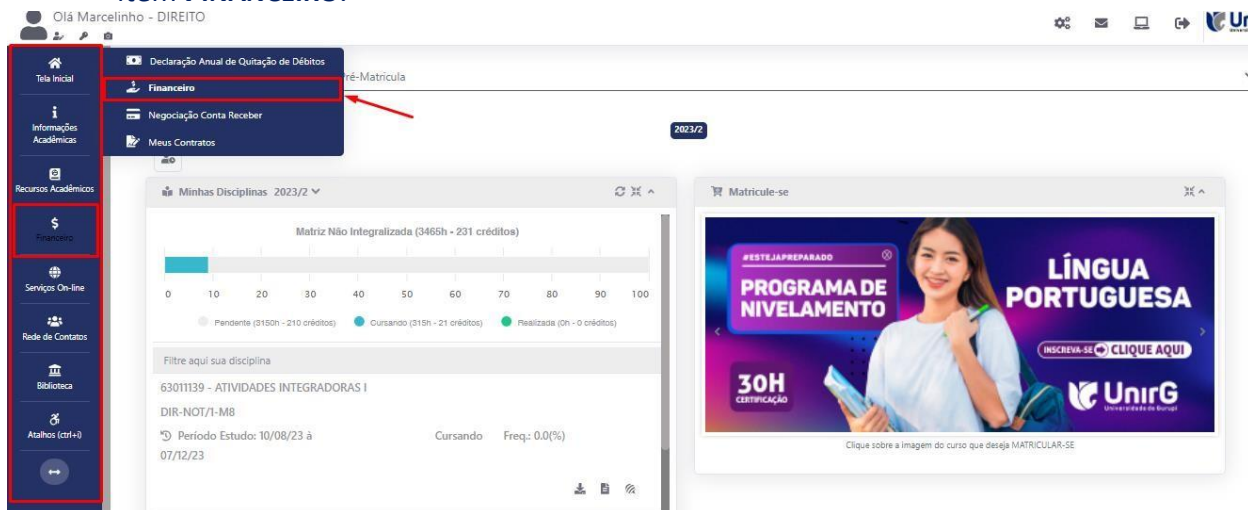 item FINANCEIRO.
Olá Marcelinho - DIREITO
Tela Inicial
Informações
Acadêmicas
Recursos Acadêmicos
Financeiro
Serviços On-line
Rede de Contatos
Biblioteca
Atalhos (ctrl+i)
Declaração Anual de Quitação de Débitos
Financeiro
Negociação Conta Receber
Meus Contratos
Pré-Matrícula
2023/2
Minhas Disciplinas 2023/2
Matriz Não Integralizada (3465h - 231 créditos)
0 10 20 30 40 50 60 70 80 90 100
Pendente (3150h - 210 créditos) Cursando (315h - 21 créditos) Realizada (0h - 0 créditos)
Filtre aqui sua disciplina
63011139 - ATIVIDADES INTEGRADORAS I
DIR-NOT/1-M8
Período Estudo: 10/08/23 à Cursando Freq.: 0.0(%)
07/12/23
Matricule-se
#ESTEJAPREPARADO
PROGRAMA DE
NIVELAMENTO
30H
CERTIFICAÇÃO
LÍNGUA
PORTUGUESA
INSCREVA-SE CLIQUE AQUI
UnirG
Universidade de Gurupi
Clique sobre a imagem do curso que deseja MATRICULAR-SE